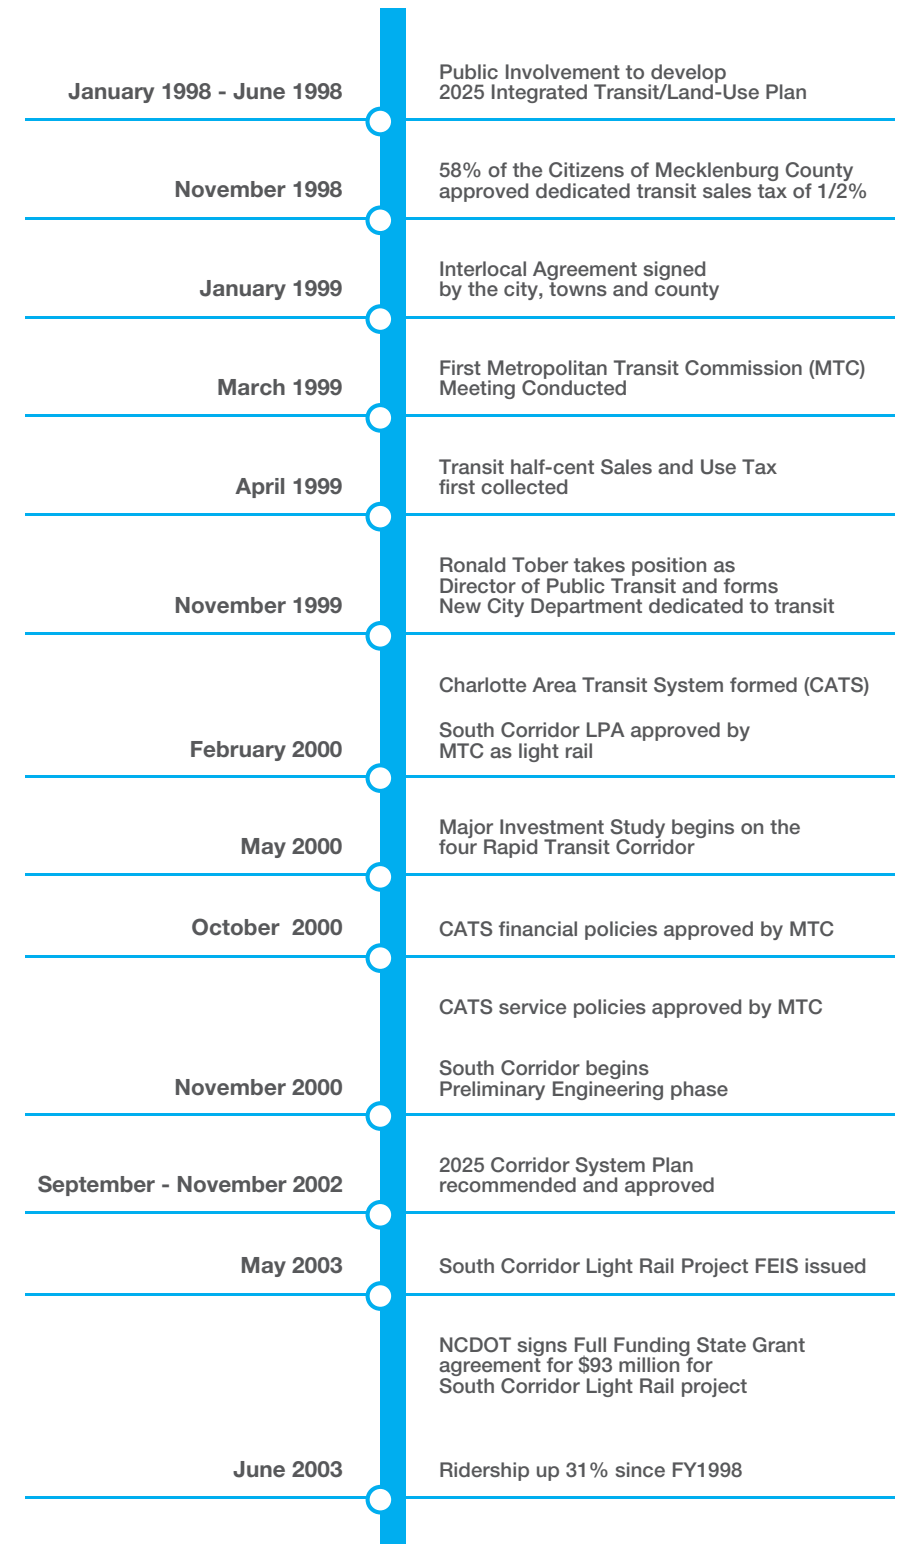 January 1998 - June 1998
Public Involvement to develop
2025 Integrated Transit/Land-Use Plan
November 1998
58% of the Citizens of Mecklenburg County
approved dedicated transit sales tax of 1/2%
January 1999
Interlocal Agreement signed
by the city, towns and county
March 1999
First Metropolitan Transit Commission (MTC)
Meeting Conducted
April 1999
Transit half-cent Sales and Use Tax
first collected
November 1999
Ronald Tober takes position as
Director of Public Transit and forms
New City Department dedicated to transit
February 2000
Charlotte Area Transit System formed (CATS)
South Corridor LPA approved by
MTC as light rail
May 2000
Major Investment Study begins on the
four Rapid Transit Corridor
October  2000
CATS financial policies approved by MTC
November 2000
CATS service policies approved by MTC
South Corridor begins
Preliminary Engineering phase
September - November 2002
2025 Corridor System Plan
recommended and approved
May 2003
South Corridor Light Rail Project FEIS issued
June 2003
NCDOT signs Full Funding State Grant
agreement for $93 million for
South Corridor Light Rail project
Ridership up 31% since FY1998